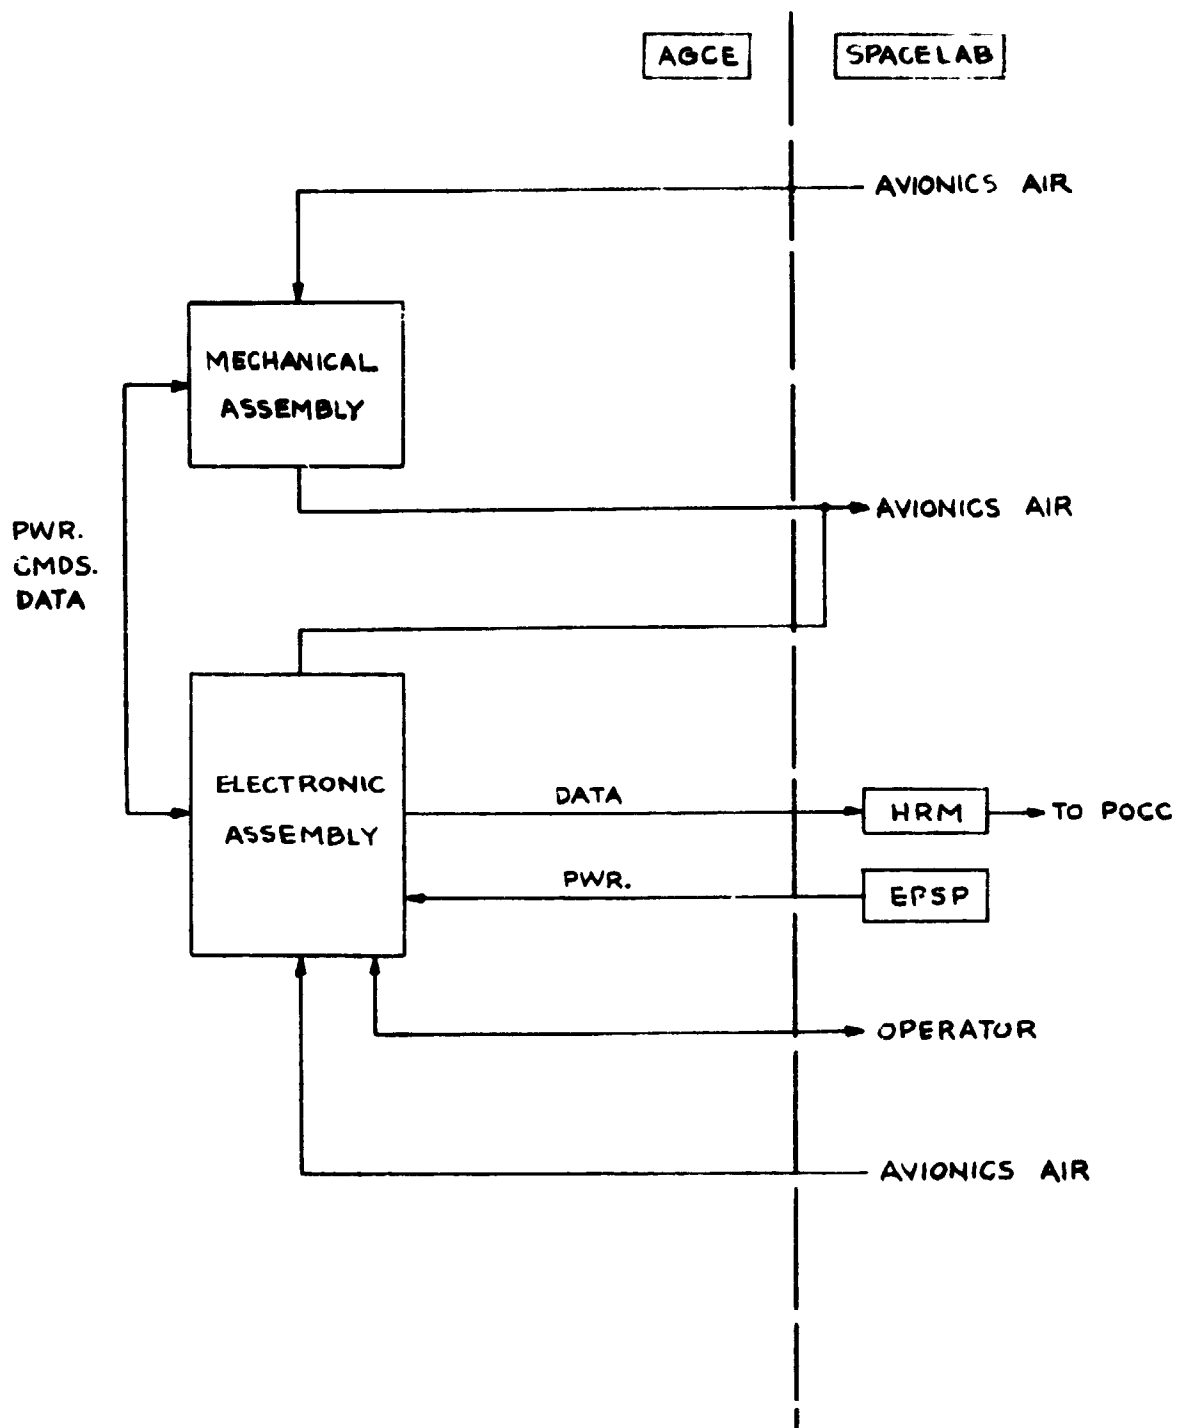 AGCE
SPACELAB
AVIONICS AIR
MECHANICAL
ASSEMBLY
AVIONICS AIR
PWR.
CMDS.
DATA
ELECTRONIC
ASSEMBLY
DATA
HRM
TO POCC
PWR.
EPSP
OPERATOR
AVIONICS AIR